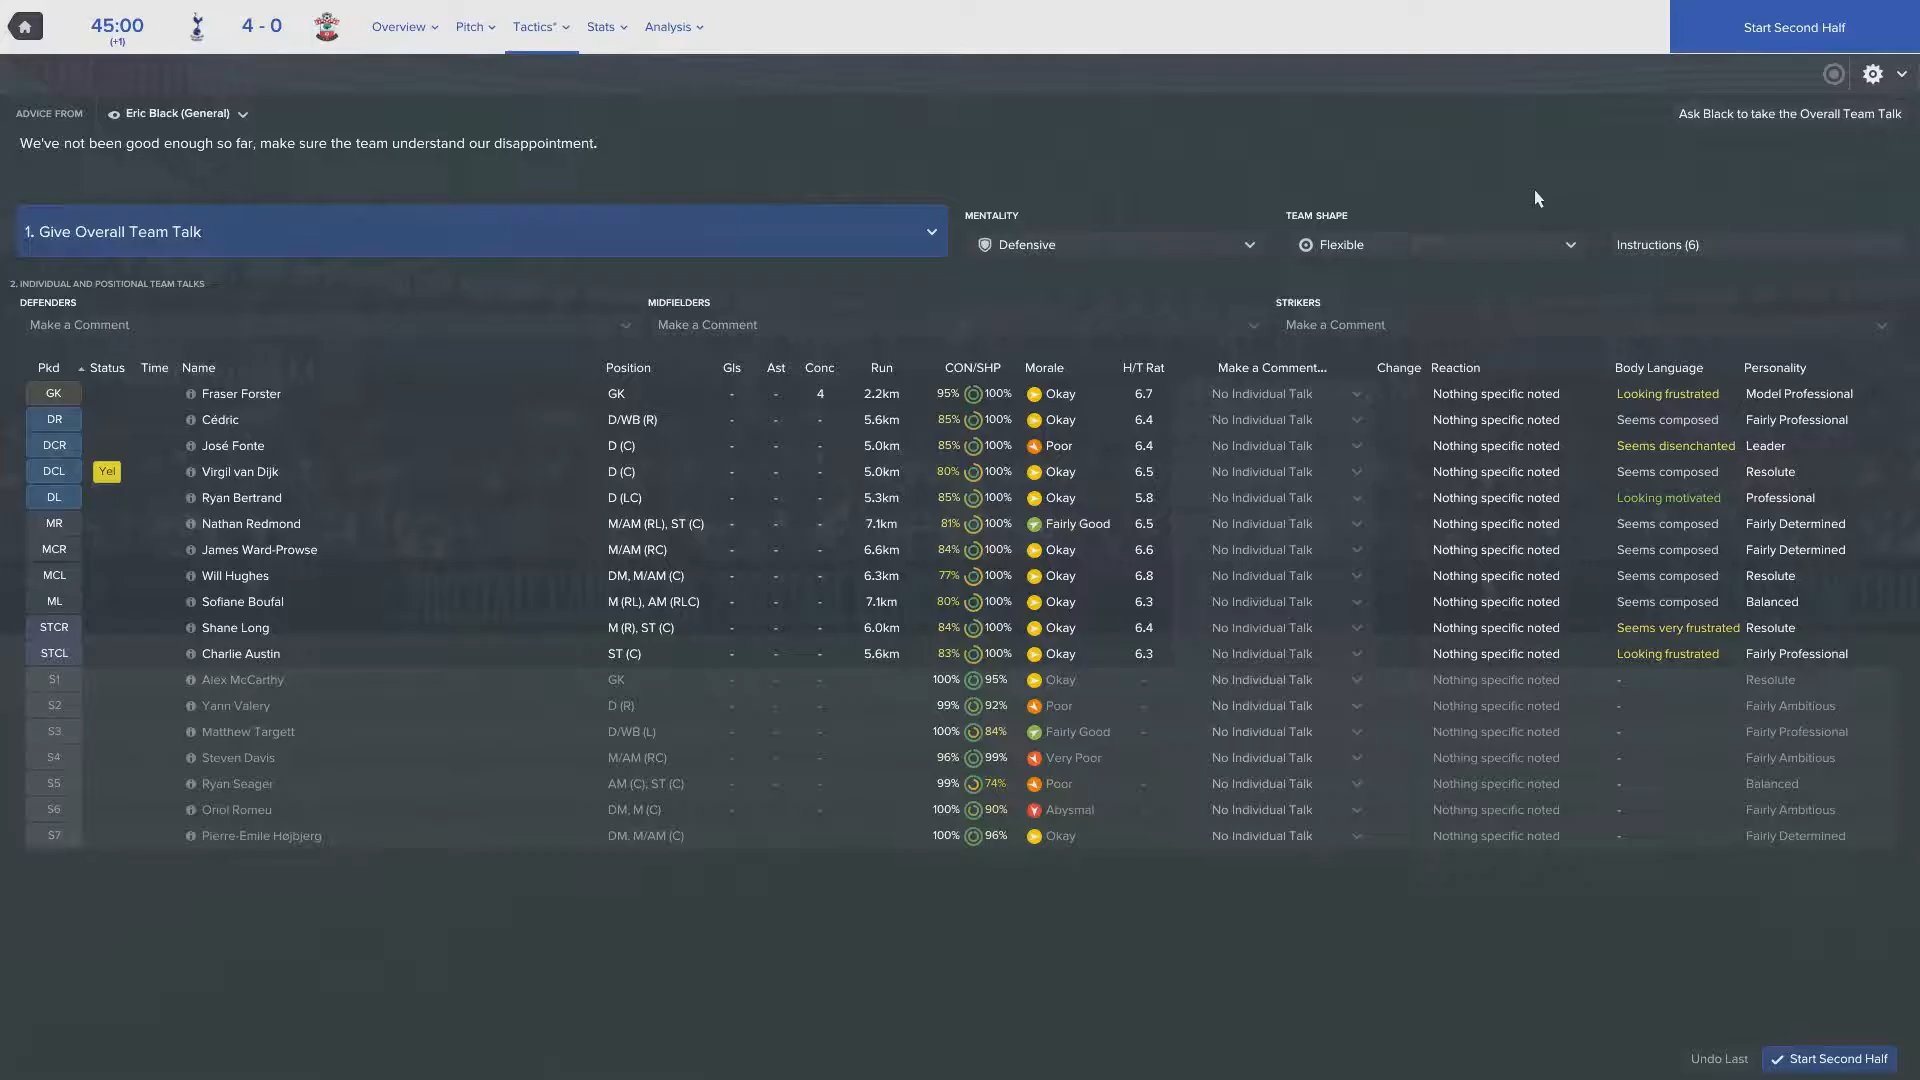 45:00 4 - 0 Overview Pitch Tactics* Stats Analysis Start Second Half
(+1)
ADVICE FROM Eric Black (General) Ask Black to take the Overall Team Talk
We've not been good enough so far, make sure the team understand our disappointment.
MENTALITY TEAM SHAPE
1. Give Overall Team Talk Defensive Flexible Instructions (6)
2. INDIVIDUAL AND POSITIONAL TEAM TALKS
DEFENDERS MIDFIELDERS STRIKERS
Make a Comment Make a Comment Make a Comment
Pkd Status Time Name Position Gls Ast Conc Run CON/SHP Morale H/T Rat Make a Comment... Change Reaction Body Language Personality
GK Fraser Forster GK - - 4 2.2km 95% 100% Okay 6.7 No Individual Talk Nothing specific noted Looking frustrated Model Professional
DR Cédric D/WB (R) - - - 5.6km 85% 100% Okay 6.4 No Individual Talk Nothing specific noted Seems composed Fairly Professional
DCR José Fonte D (C) - - - 5.0km 85% 100% Poor 6.4 No Individual Talk Nothing specific noted Seems disenchanted Leader
DCL Yel Virgil van Dijk D (C) - - - 5.0km 80% 100% Okay 6.5 No Individual Talk Nothing specific noted Seems composed Resolute
DL Ryan Bertrand D (LC) - - - 5.3km 85% 100% Okay 5.8 No Individual Talk Nothing specific noted Looking motivated Professional
MR Nathan Redmond M/AM (RL), ST (C) - - - 7.1km 81% 100% Fairly Good 6.5 No Individual Talk Nothing specific noted Seems composed Fairly Determined
MCR James Ward-Prowse M/AM (RC) - - - 6.6km 84% 100% Okay 6.6 No Individual Talk Nothing specific noted Seems composed Fairly Determined
MCL Will Hughes DM, M/AM (C) - - - 6.3km 77% 100% Okay 6.8 No Individual Talk Nothing specific noted Seems composed Resolute
ML Sofiane Boufal M (RL), AM (RLC) - - - 7.1km 80% 100% Okay 6.3 No Individual Talk Nothing specific noted Seems composed Balanced
STCR Shane Long M (R), ST (C) - - - 6.0km 84% 100% Okay 6.4 No Individual Talk Nothing specific noted Seems very frustrated Resolute
STCL Charlie Austin ST (C) - - - 5.6km 83% 100% Okay 6.3 No Individual Talk Nothing specific noted Looking frustrated Fairly Professional
S1 Alex McCarthy GK - - - 100% 95% Okay - No Individual Talk Nothing specific noted - Resolute
S2 Yann Valery D (R) - - - 99% 92% Poor - No Individual Talk Nothing specific noted - Fairly Ambitious
S3 Matthew Targett D/WB (L) - - - 100% 84% Fairly Good - No Individual Talk Nothing specific noted - Fairly Professional
S4 Steven Davis M/AM (RC) - - - 96% 99% Very Poor - No Individual Talk Nothing specific noted - Fairly Ambitious
S5 Ryan Seager AM (C), ST (C) - - - 99% 74% Poor - No Individual Talk Nothing specific noted - Balanced
S6 Oriol Romeu DM, M (C) - - - 100% 90% Abysmal - No Individual Talk Nothing specific noted - Fairly Ambitious
S7 Pierre-Emile Højbjerg DM, M/AM (C) - - - 100% 96% Okay - No Individual Talk Nothing specific noted - Fairly Determined
Undo Last Start Second Half